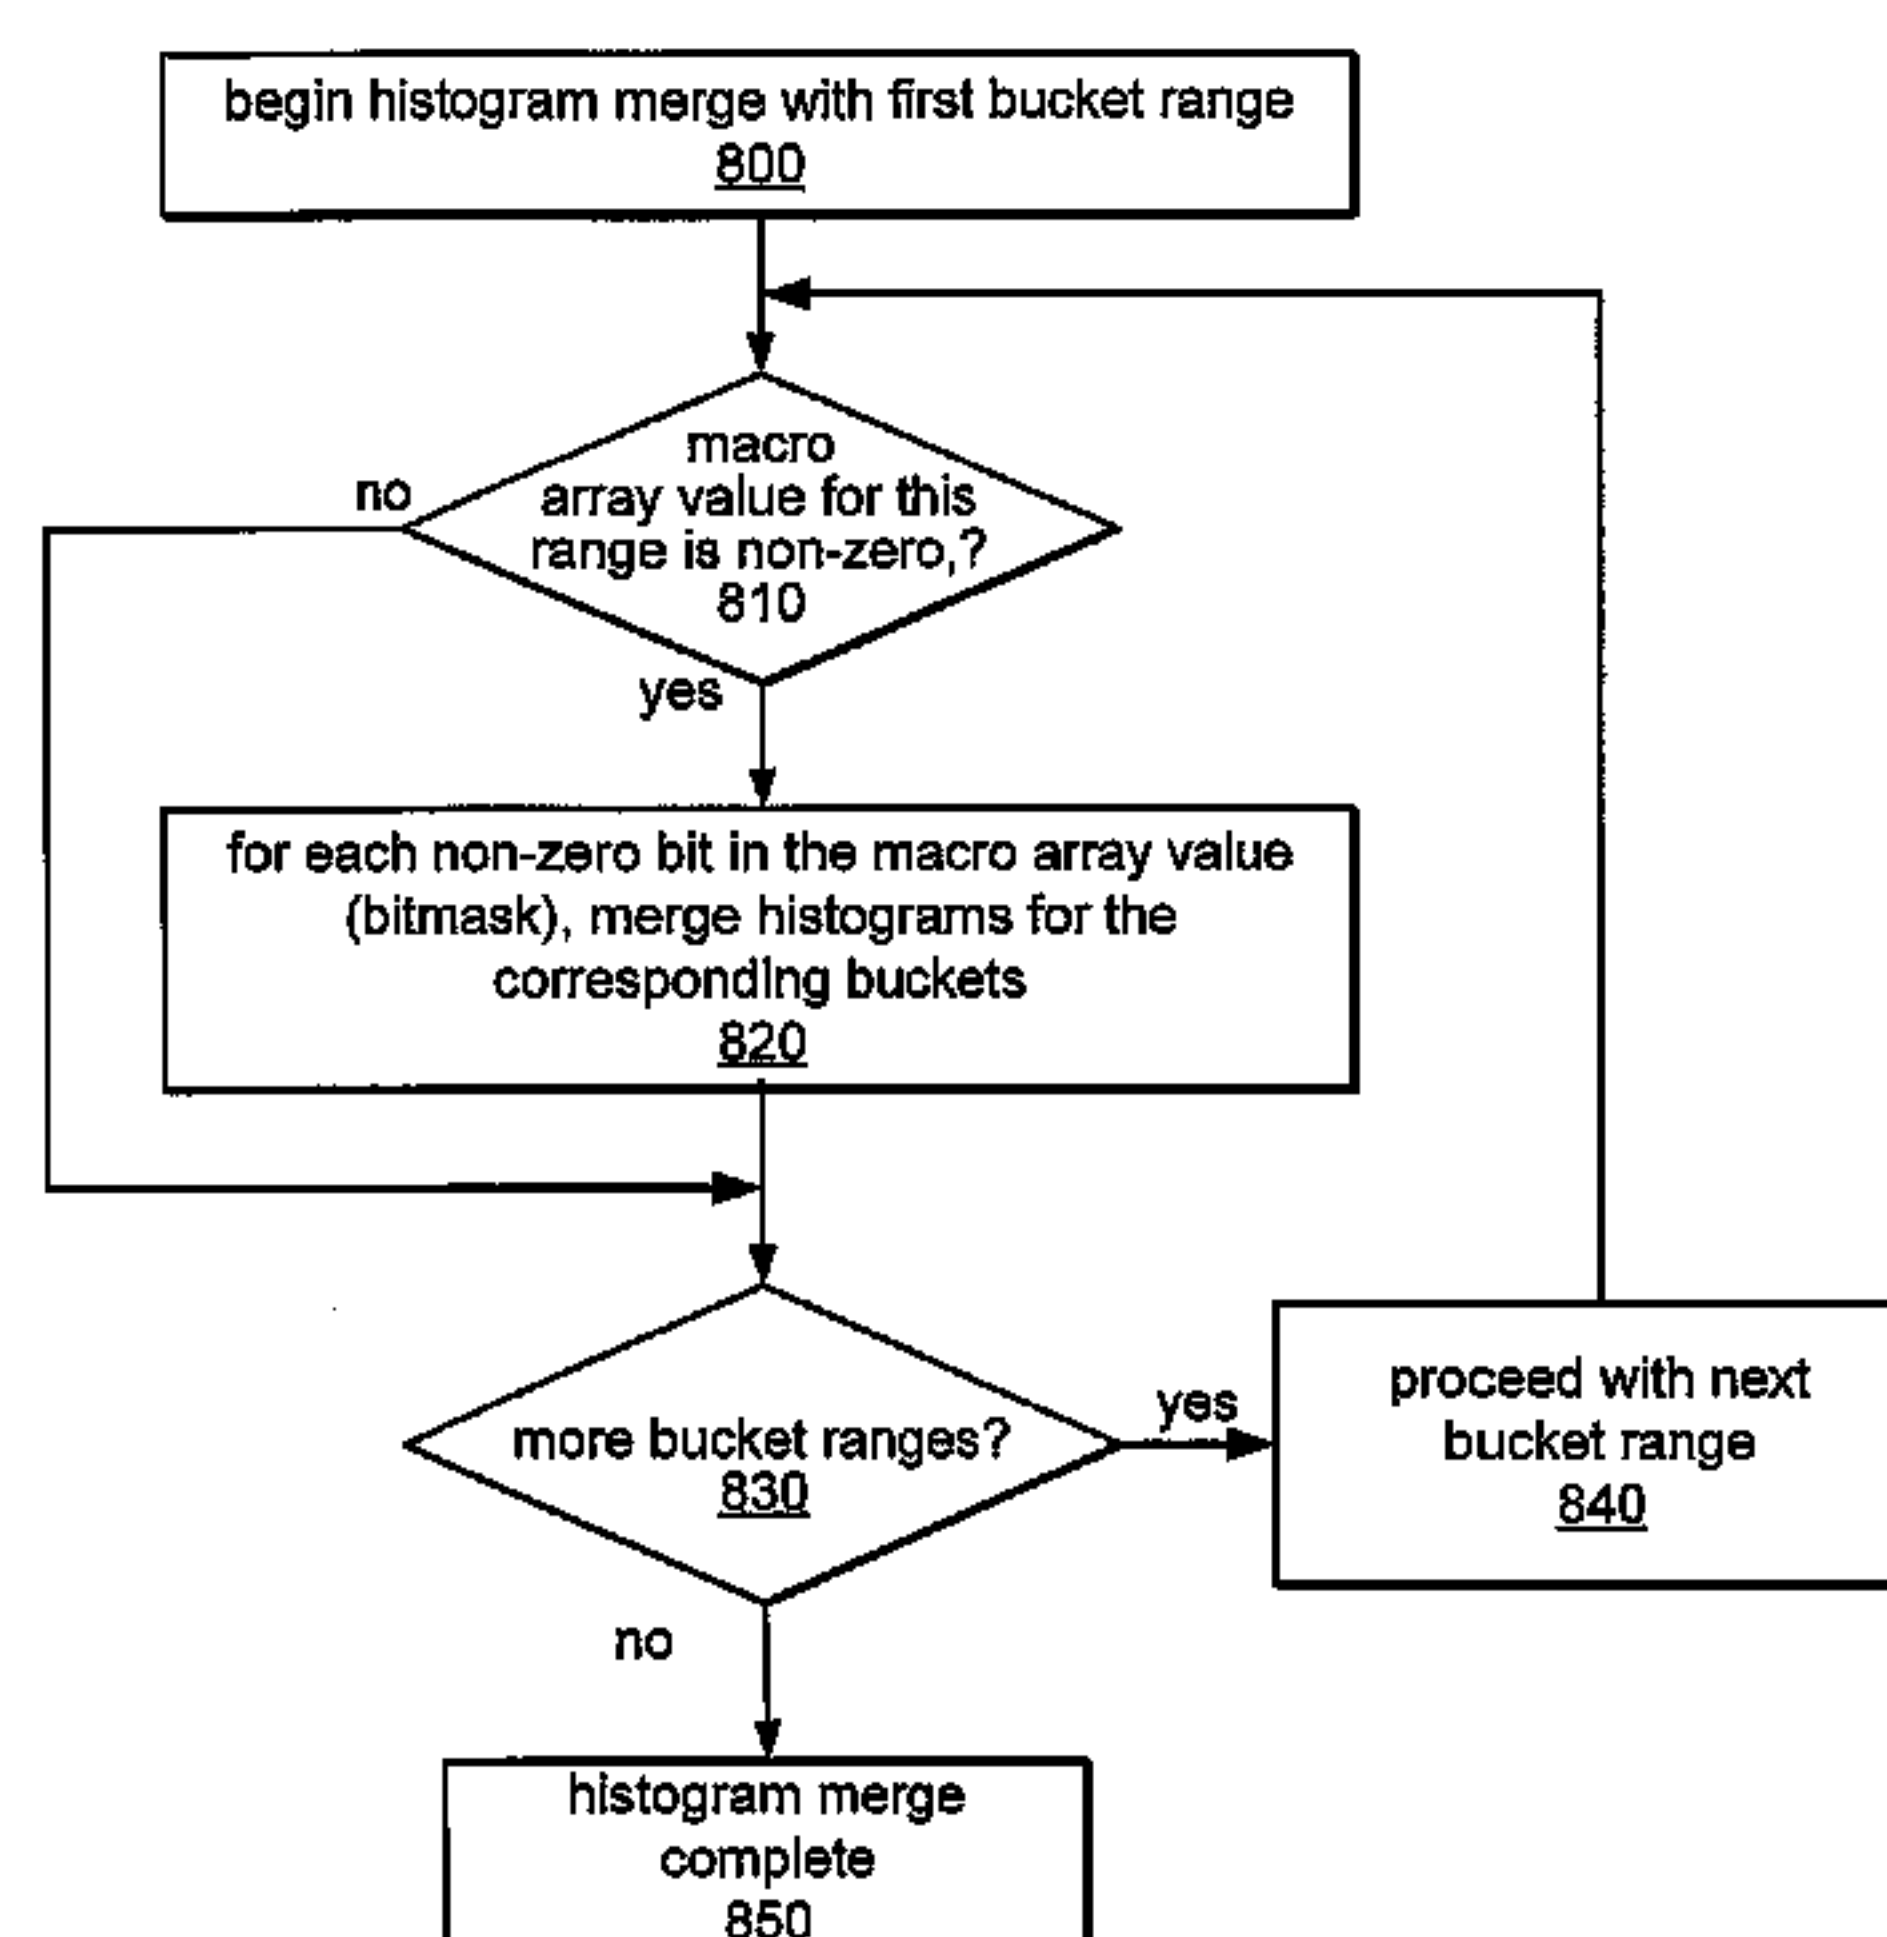 begin histogram merge with first bucket range
800
macro
array value for this
range is non-zero,?
810
no
yes
for each non-zero bit in the macro array value
(bitmask), merge histograms for the
corresponding buckets
820
more bucket ranges?
830
yes
proceed with next
bucket range
840
no
histogram merge
complete
850